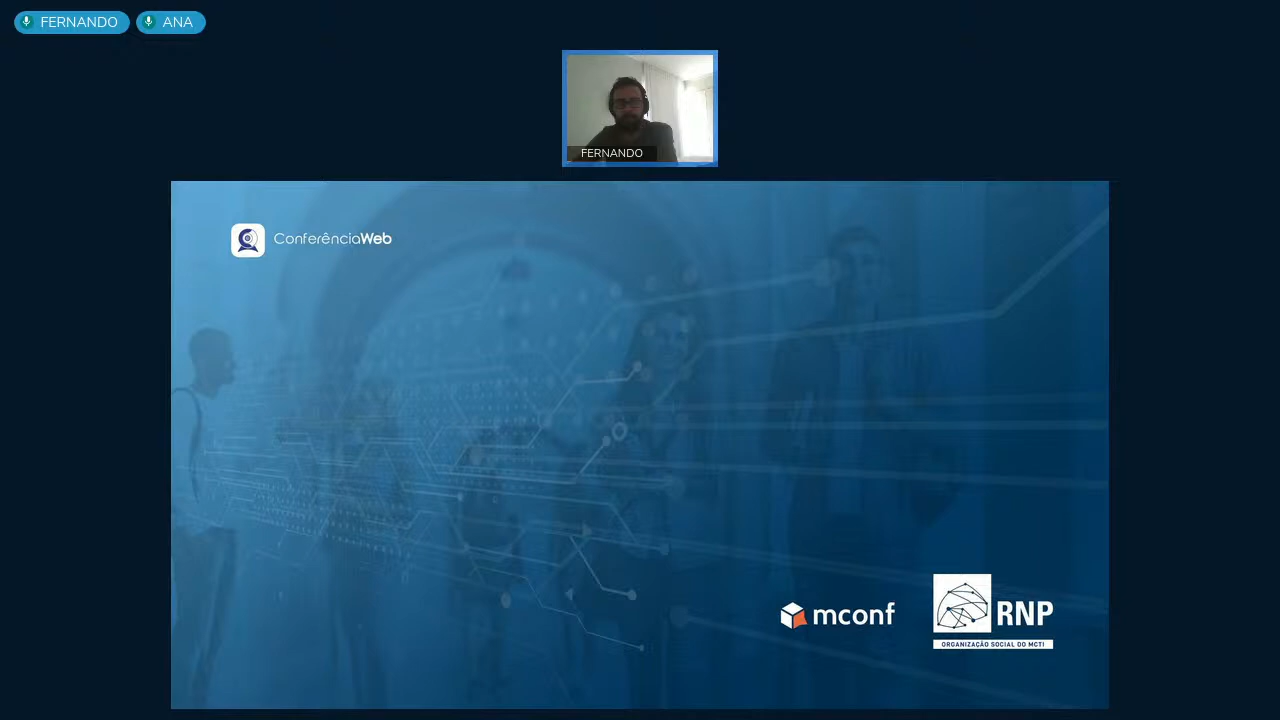 FERNANDO
ANA
FERNANDO
ConferênciaWeb
mconf
RNP
ORGANIZAÇÃO SOCIAL DO MCTI